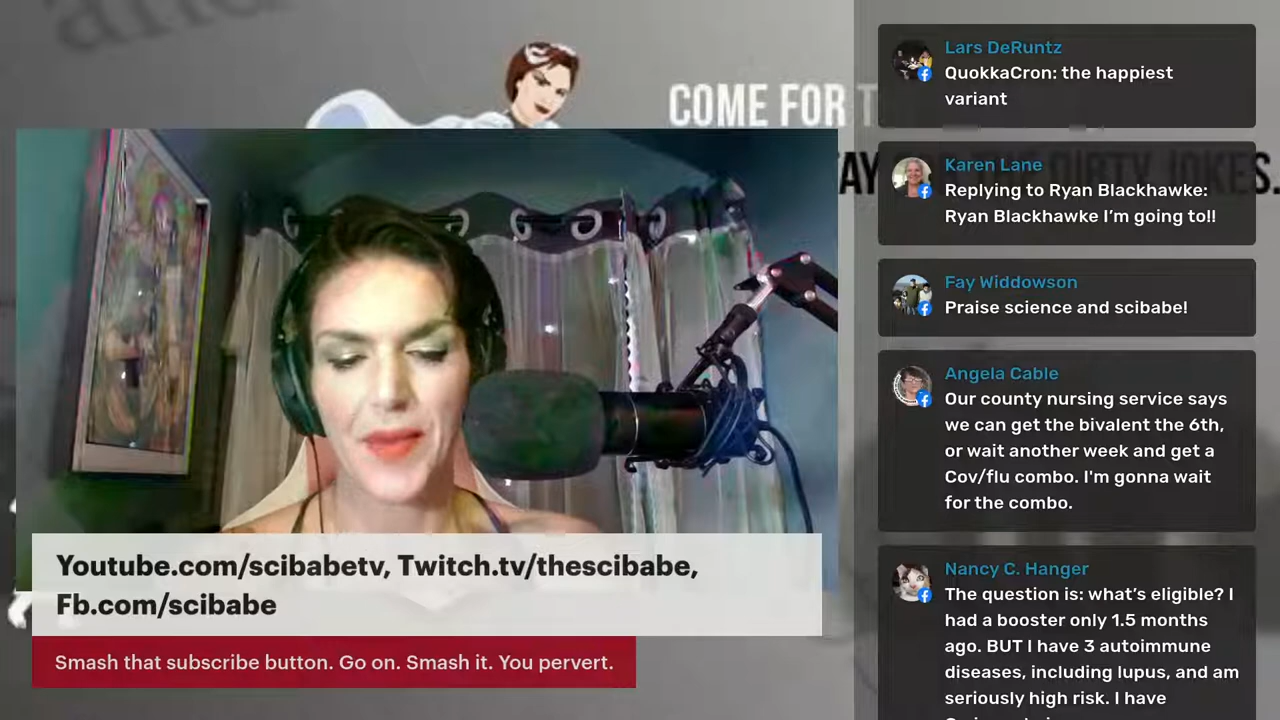 and
COME FOR T
AY DIRTY JOKES.
Youtube.com/scibabetv, Twitch.tv/thescibabe,
Fb.com/scibabe
Smash that subscribe button. Go on. Smash it. You pervert.
Lars DeRuntz
QuokkaCron: the happiest
variant
Karen Lane
Replying to Ryan Blackhawke:
Ryan Blackhawke I’m going to!!
Fay Widdowson
Praise science and scibabe!
Angela Cable
Our county nursing service says
we can get the bivalent the 6th,
or wait another week and get a
Cov/flu combo. I'm gonna wait
for the combo.
Nancy C. Hanger
The question is: what’s eligible? I
had a booster only 1.5 months
ago. BUT I have 3 autoimmune
diseases, including lupus, and am
seriously high risk. I have